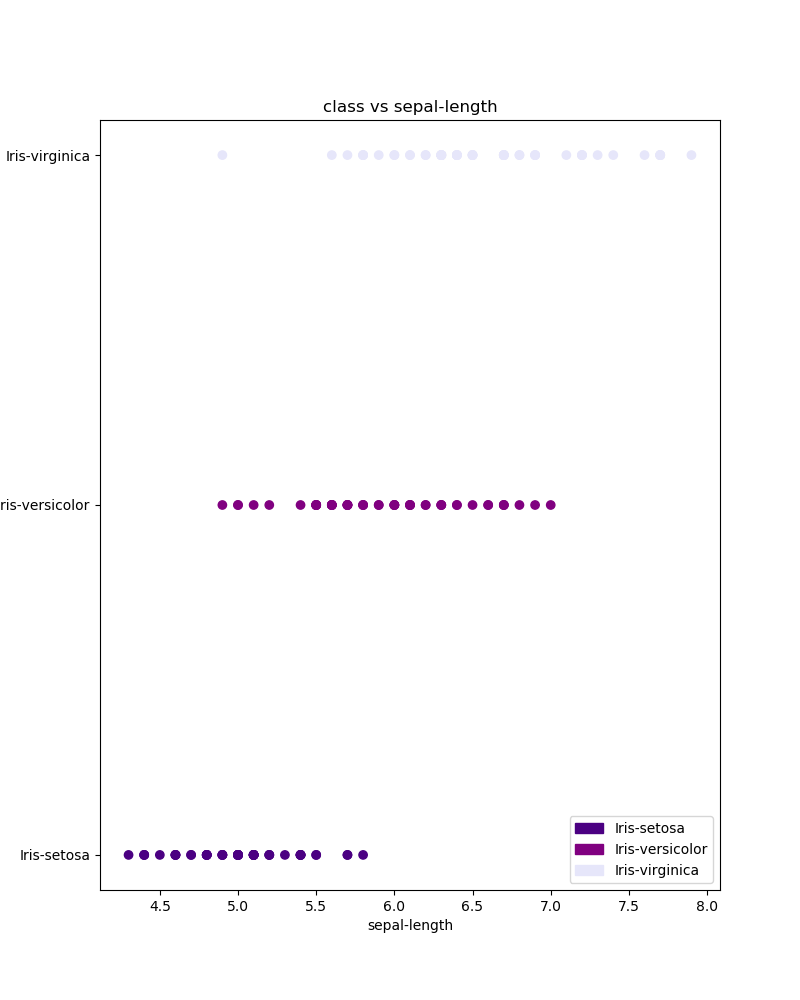 class vs sepal-length
Iris-virginica
ris-versicolor
Iris-setosa
Iris-setosa
Iris-versicolor
Iris-virginica
4.5 5.0 5.5 6.0 6.5 7.0 7.5 8.0
sepal-length